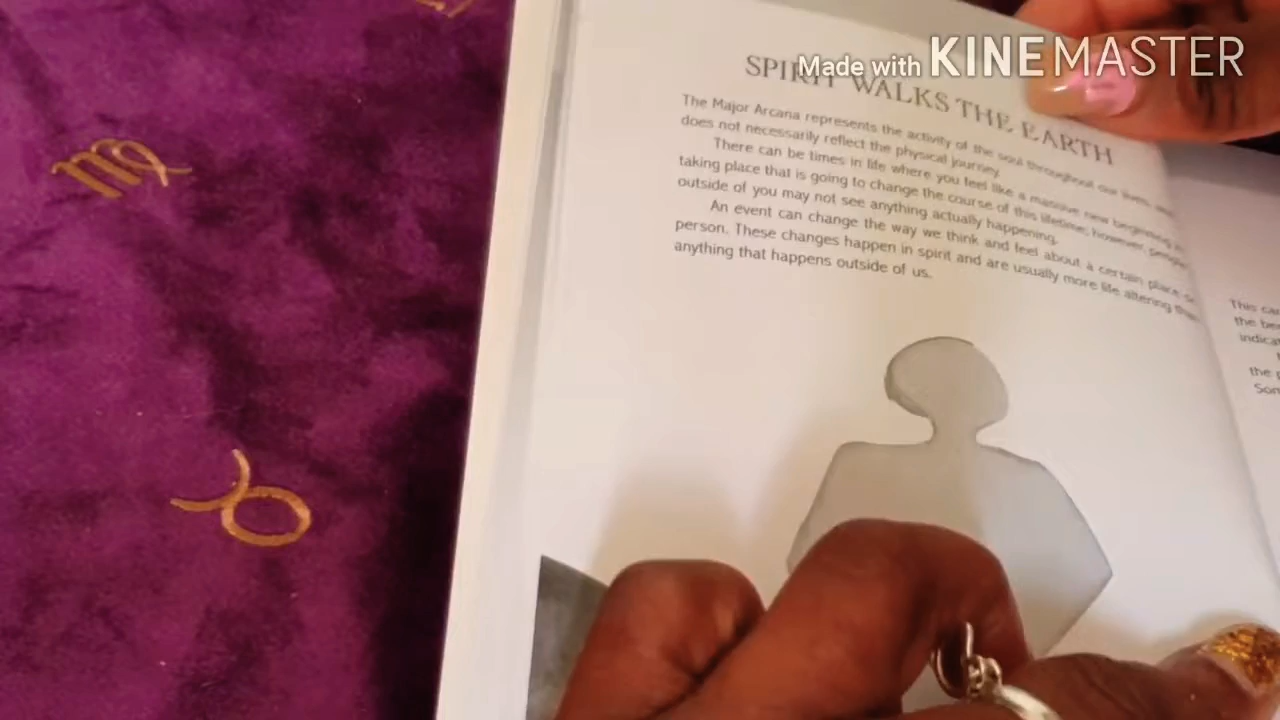 Made with KINEMASTER
SPIRIT WALKS THE EARTH
The Major Arcana represents the activity of the soul throughout our lives, and
does not necessarily reflect the physical journey.
There can be times in life where you feel like a massive new beginning is
taking place that is going to change the course of this lifetime; however, people
outside of you may not see anything actually happening.
An event can change the way we think and feel about a certain place or
person. These changes happen in spirit and are usually more life altering than
anything that happens outside of us.
This
the
the